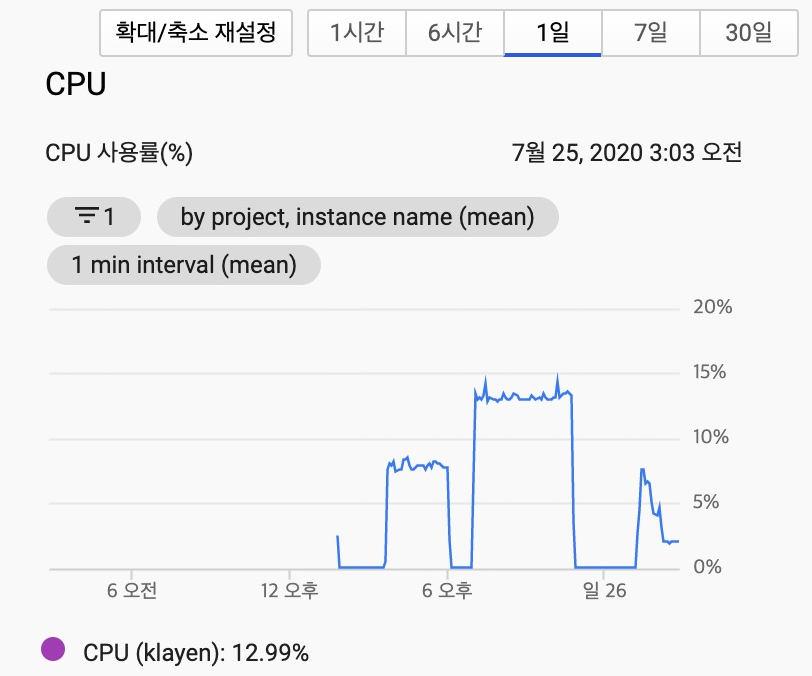 확대/축소 재설정 1시간 6시간 1일 7일 30일
CPU
CPU 사용률(%) 7월 25, 2020 3:03 오전
1 by project, instance name (mean)
1 min interval (mean)
20%
15%
10%
5%
0%
6 오전 12 오후 6 오후 일 26
CPU (klayen): 12.99%